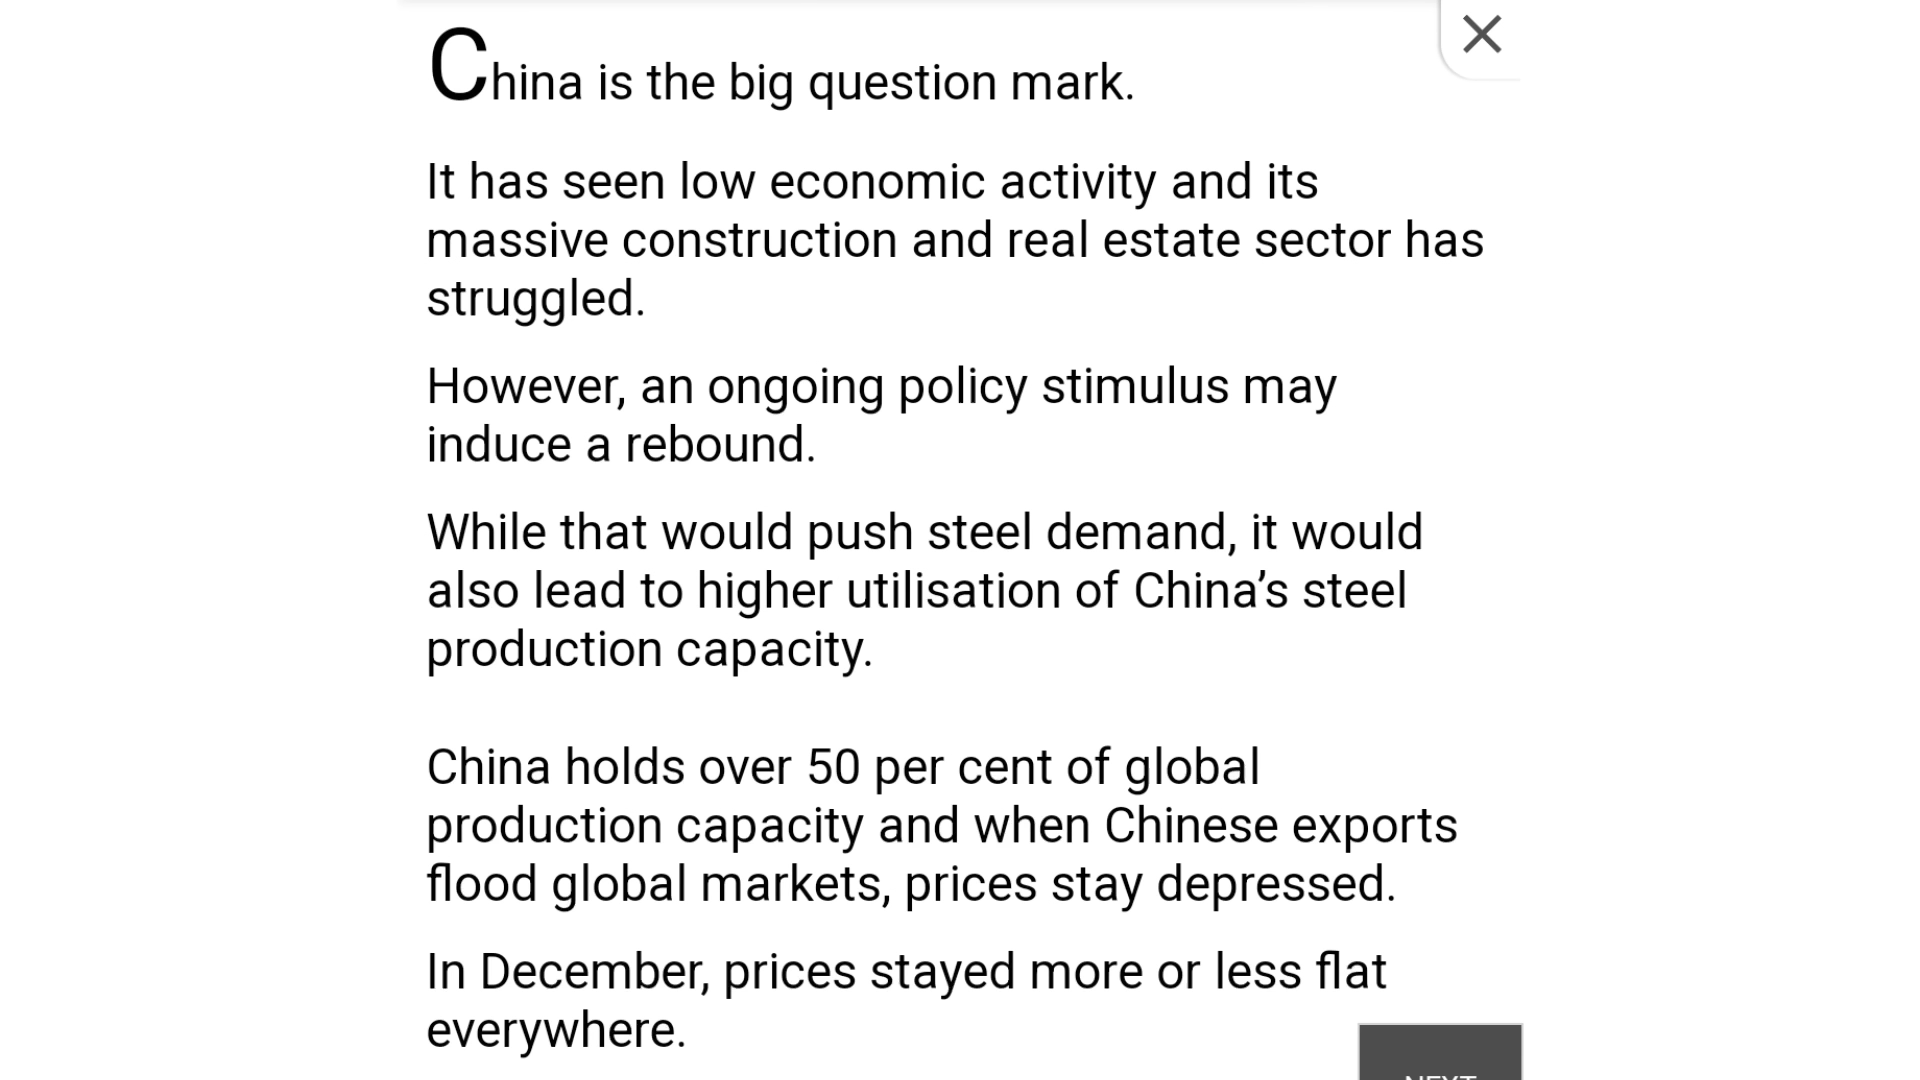 China is the big question mark.
It has seen low economic activity and its
massive construction and real estate sector has
struggled.
However, an ongoing policy stimulus may
induce a rebound.
While that would push steel demand, it would
also lead to higher utilisation of China’s steel
production capacity.
China holds over 50 per cent of global
production capacity and when Chinese exports
flood global markets, prices stay depressed.
In December, prices stayed more or less flat
everywhere.
NEXT